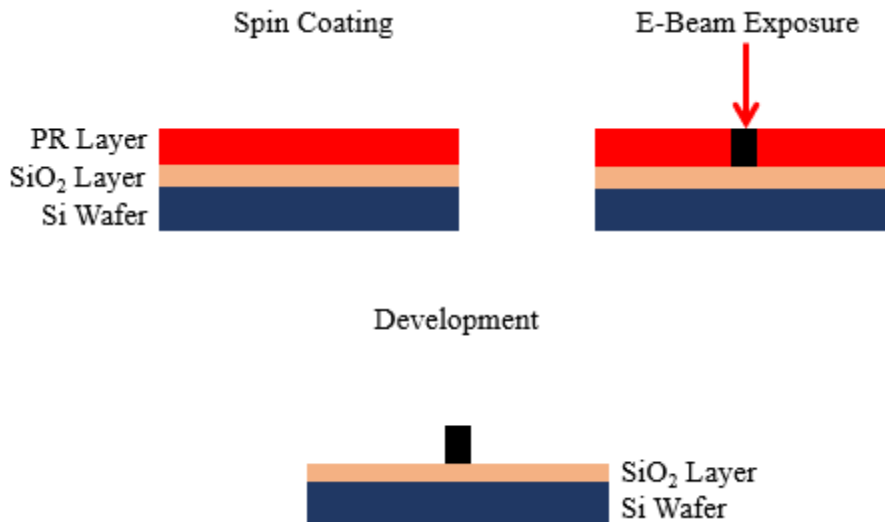 Spin Coating
E-Beam Exposure
PR Layer
SiO₂ Layer
Si Wafer
Development
SiO₂ Layer
Si Wafer